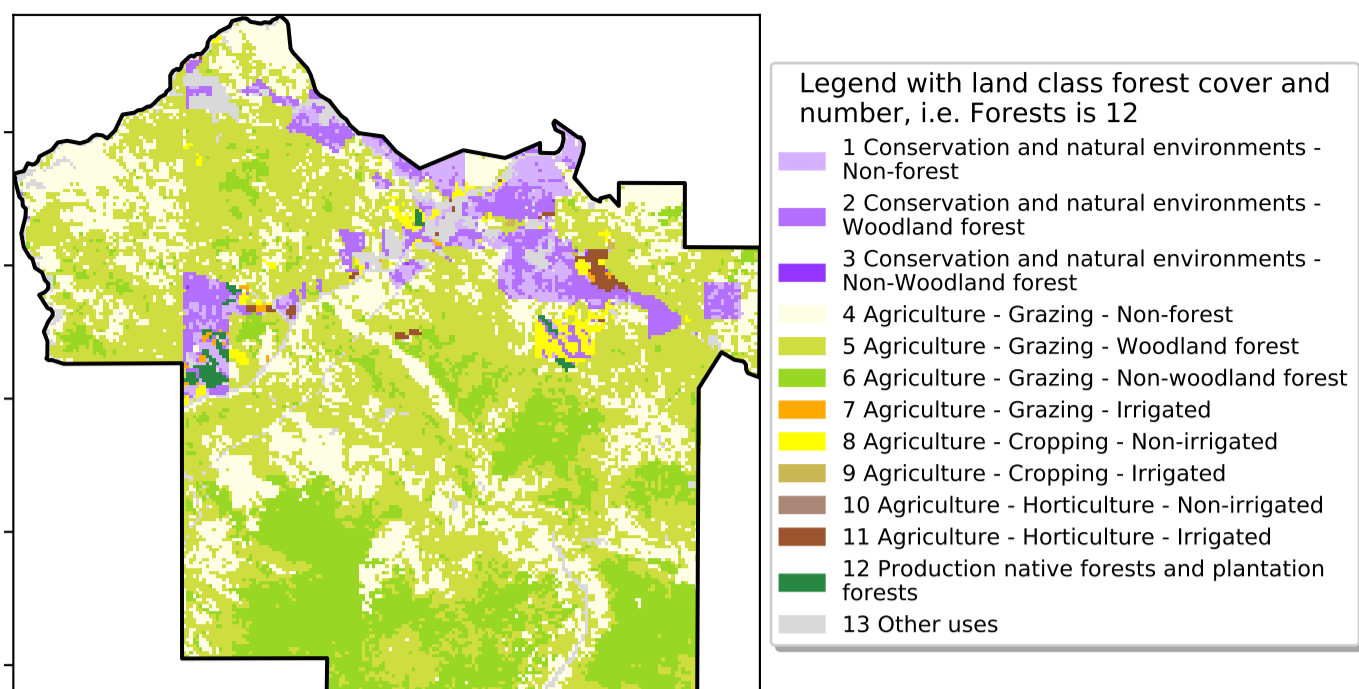 Legend with land class forest cover and
number, i.e. Forests is 12
1 Conservation and natural environments -
Non-forest
2 Conservation and natural environments -
Woodland forest
3 Conservation and natural environments -
Non-Woodland forest
4 Agriculture - Grazing - Non-forest
5 Agriculture - Grazing - Woodland forest
6 Agriculture - Grazing - Non-woodland forest
7 Agriculture - Grazing - Irrigated
8 Agriculture - Cropping - Non-irrigated
9 Agriculture - Cropping - Irrigated
10 Agriculture - Horticulture - Non-irrigated
11 Agriculture - Horticulture - Irrigated
12 Production native forests and plantation
forests
13 Other uses